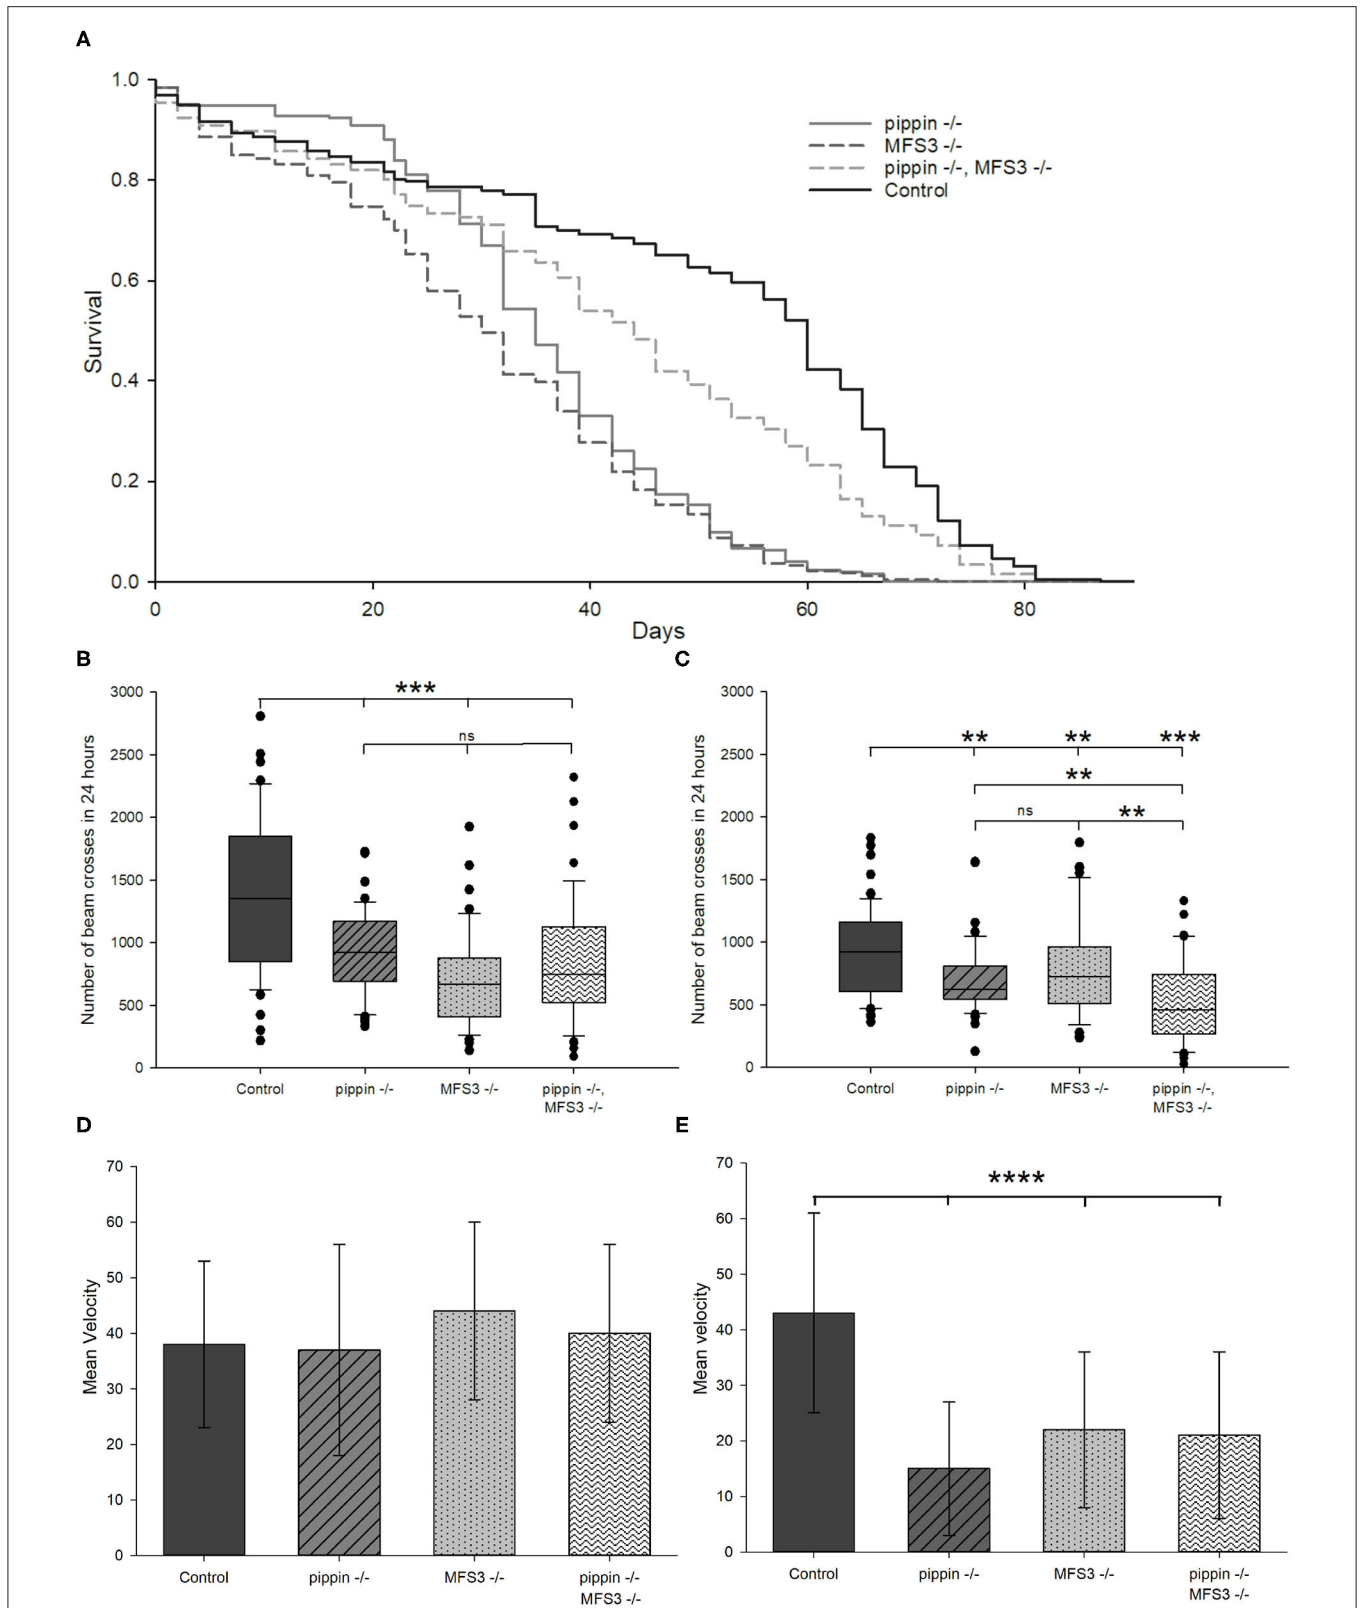 A
1.0
0.8
0.6
0.4
0.2
0.0
Survival
0 20 40 60 80
Days
pippin -/-
MFS3 -/-
pippin -/-, MFS3 -/-
Control
B
3000
2500
2000
1500
1000
500
0
Number of beam crosses in 24 hours
***
ns
Control pippin -/- MFS3 -/- pippin -/-,
MFS3 -/-
C
3000
2500
2000
1500
1000
500
0
Number of beam crosses in 24 hours
** ** ***
**
ns **
Control pippin -/- MFS3 -/- pippin -/-,
MFS3 -/-
D
70
60
50
40
30
20
10
0
Mean Velocity
Control pippin -/- MFS3 -/- pippin -/-
MFS3 -/-
E
70
60
50
40
30
20
10
0
Mean velocity
****
Control pippin -/- MFS3 -/- pippin -/-
MFS3 -/-